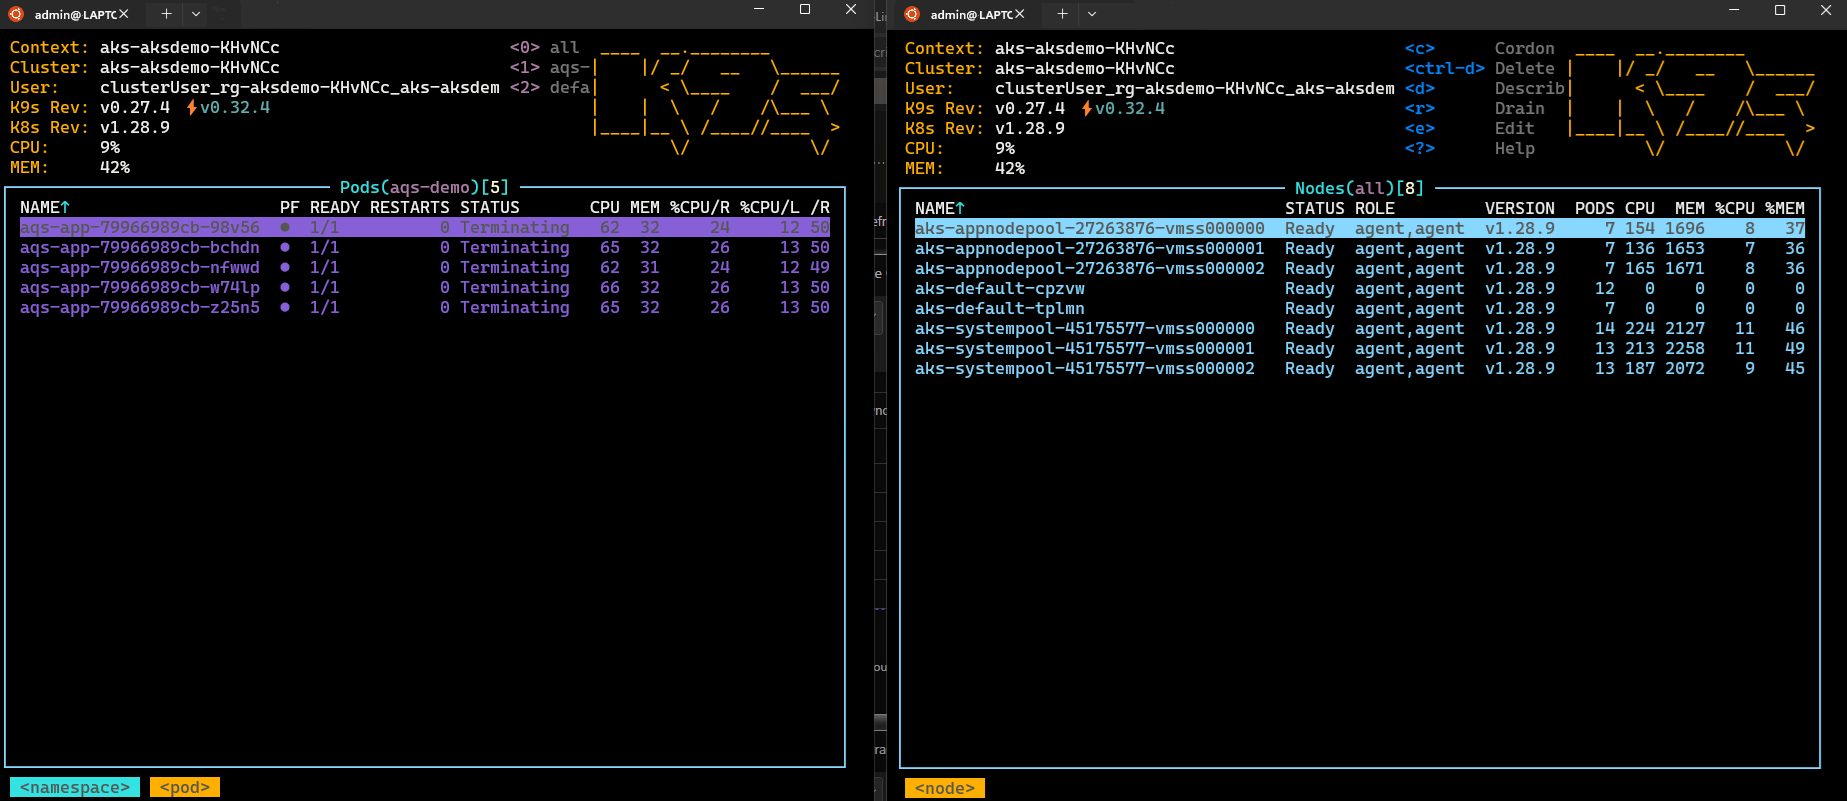 admin@LAPTC
Context: aks-aksdemo-KHvNCc <0> all
Cluster: aks-aksdemo-KHvNCc <1> aqs-
User: clusterUser_rg-aksdemo-KHvNCc_aks-aksdem <2> defa
K9s Rev: v0.27.4 ⚡v0.32.4
K8s Rev: v1.28.9
CPU: 9%
MEM: 42%
Pods(aqs-demo)[5]
NAME↑ PF READY RESTARTS STATUS CPU MEM %CPU/R %CPU/L /R
aqs-app-79966989cb-98v56 ● 1/1 0 Terminating 62 32 24 12 50
aqs-app-79966989cb-bchdn ● 1/1 0 Terminating 65 32 26 13 50
aqs-app-79966989cb-nfwwd ● 1/1 0 Terminating 62 31 24 12 49
aqs-app-79966989cb-w74lp ● 1/1 0 Terminating 66 32 26 13 50
aqs-app-79966989cb-z25n5 ● 1/1 0 Terminating 65 32 26 13 50
<namespace> <pod>
admin@LAPTC
Context: aks-aksdemo-KHvNCc <c> Cordon
Cluster: aks-aksdemo-KHvNCc <ctrl-d> Delete
User: clusterUser_rg-aksdemo-KHvNCc_aks-aksdem <d> Describ
K9s Rev: v0.27.4 ⚡v0.32.4 <r> Drain
K8s Rev: v1.28.9 <e> Edit
CPU: 9% <?> Help
MEM: 42%
Nodes(all)[8]
NAME↑ STATUS ROLE VERSION PODS CPU MEM %CPU %MEM
aks-appnodepool-27263876-vmss000000 Ready agent,agent v1.28.9 7 154 1696 8 37
aks-appnodepool-27263876-vmss000001 Ready agent,agent v1.28.9 7 136 1653 7 36
aks-appnodepool-27263876-vmss000002 Ready agent,agent v1.28.9 7 165 1671 8 36
aks-default-cpzvw Ready agent,agent v1.28.9 12 0 0 0 0
aks-default-tplmn Ready agent,agent v1.28.9 7 0 0 0 0
aks-systempool-45175577-vmss000000 Ready agent,agent v1.28.9 14 224 2127 11 46
aks-systempool-45175577-vmss000001 Ready agent,agent v1.28.9 13 213 2258 11 49
aks-systempool-45175577-vmss000002 Ready agent,agent v1.28.9 13 187 2072 9 45
<node>